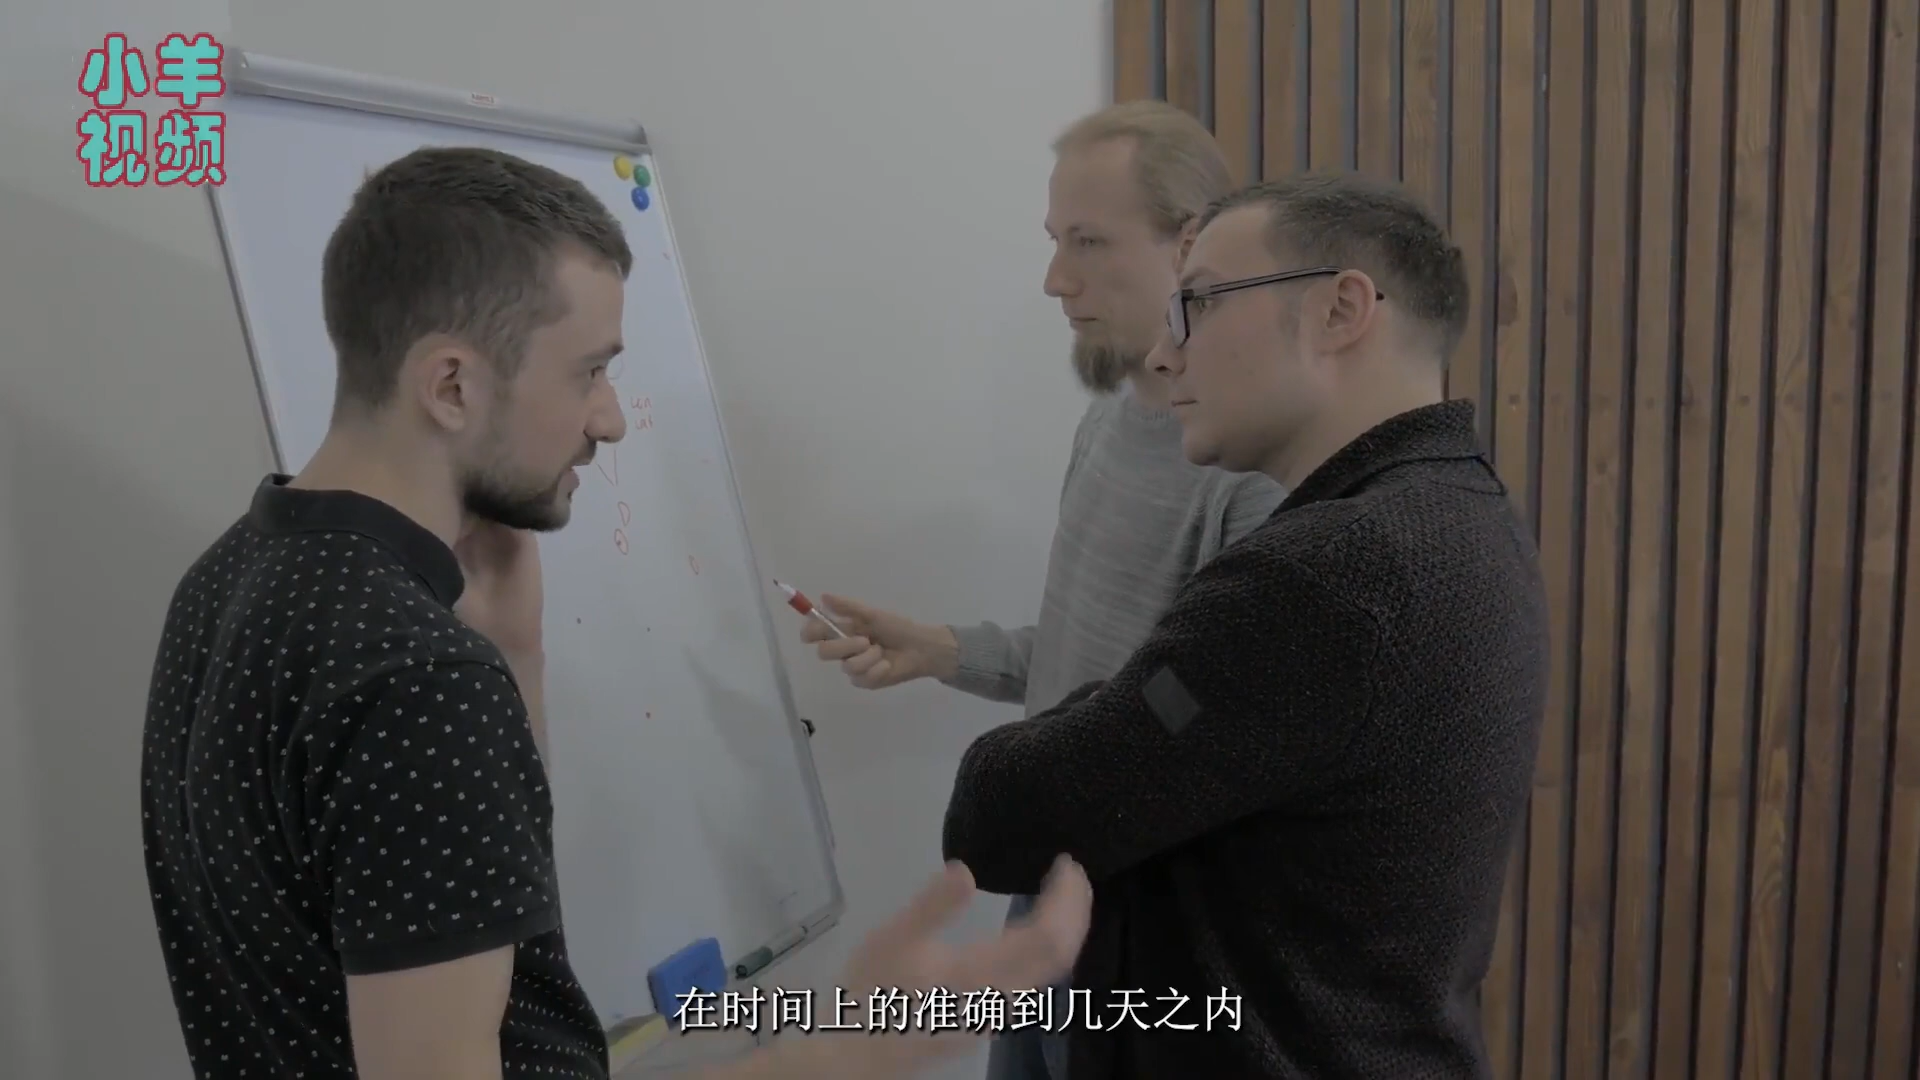 小羊
视频
在时间上的准确到几天之内